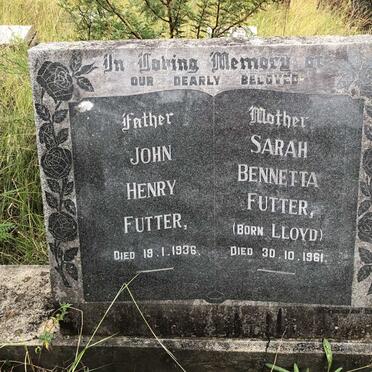 In Loving Memory of
OUR DEARLY BELOVED
Father
JOHN
HENRY
FUTTER,
DIED 19.1.1936.
Mother
SARAH
BENNETTA
FUTTER,
(BORN LLOYD)
DIED 30.10.1961.